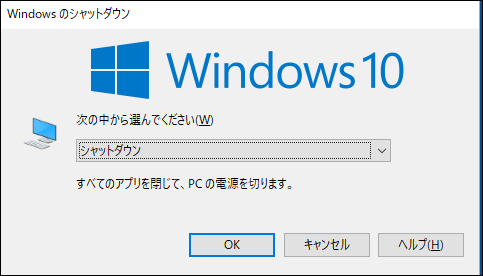 Windows のシャットダウン
Windows 10
次の中から選んでください(W)
シャットダウン
すべてのアプリを閉じて、PC の電源を切ります。
OK
キャンセル
ヘルプ(H)